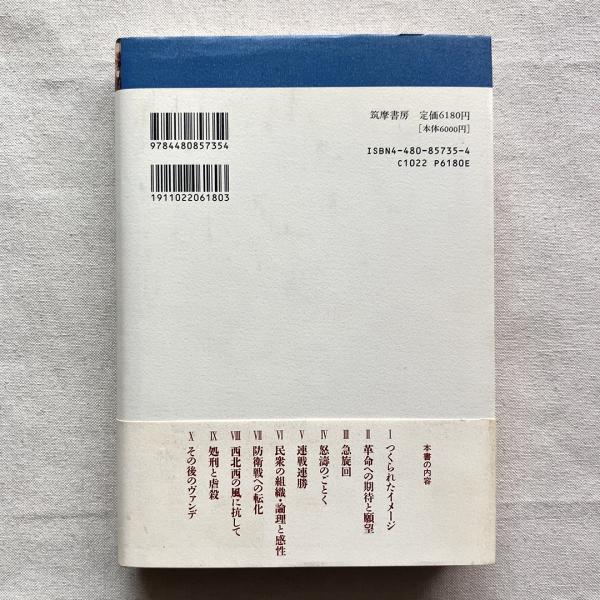 筑摩書房 定価6180円
[本体6000円]
ISBN4-480-85735-4
C1022 P6180E
9784480857354
1911022061803
本書の内容
Ⅰ つくられたイメージ
Ⅱ 革命への期待と願望
Ⅲ 急旋回
Ⅳ 怒濤のごとく
Ⅴ 連戦連勝
Ⅵ 民衆の組織・論理と感性
Ⅶ 防衛戦への転化
Ⅷ 西北西の風に抗して
Ⅸ 処刑と虐殺
Ⅹ その後のヴァンデ